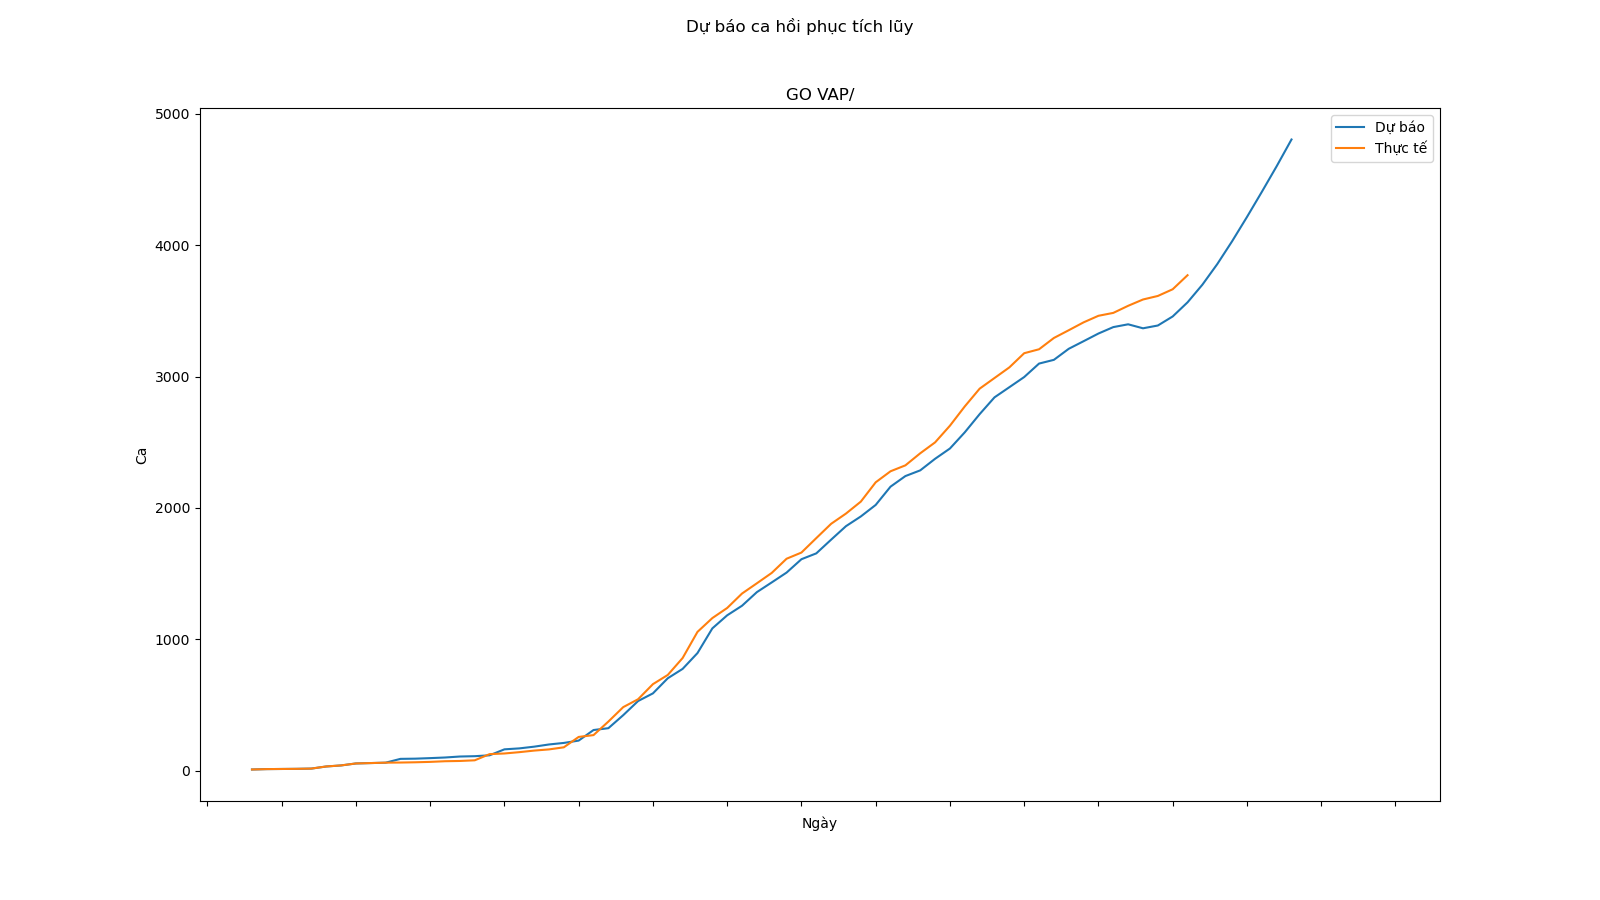 Dự báo ca hồi phục tích lũy
GO VAP/
5000
4000
3000
2000
1000
0
Ca
Ngày
Dự báo
Thực tế